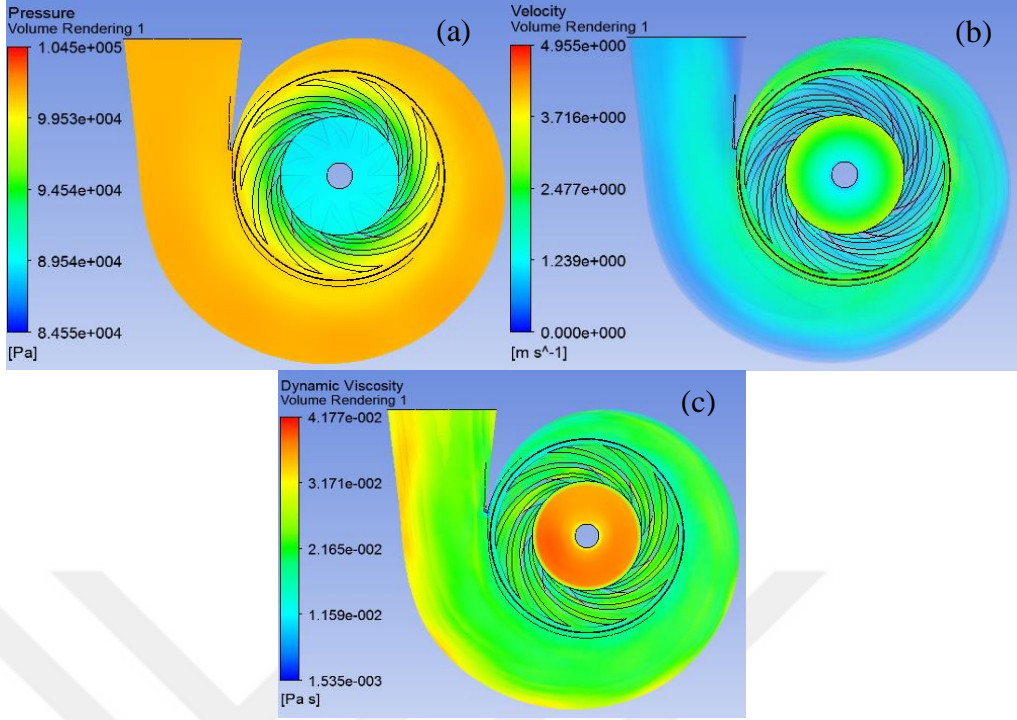 Pressure
Volume Rendering 1
1.045e+005
9.953e+004
9.454e+004
8.954e+004
8.455e+004
[Pa]
(a)
Velocity
Volume Rendering 1
4.955e+000
3.716e+000
2.477e+000
1.239e+000
0.000e+000
[m s^-1]
(b)
Dynamic Viscosity
Volume Rendering 1
4.177e-002
3.171e-002
2.165e-002
1.159e-002
1.535e-003
[Pa s]
(c)